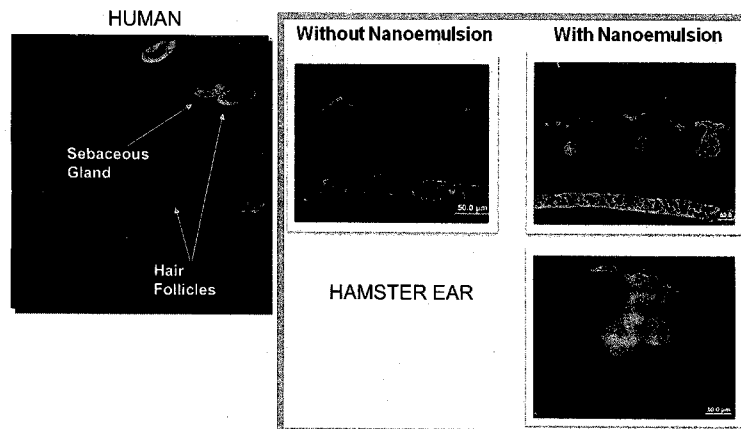 HUMAN
Sebaceous
Gland
Hair
Follicles
Without Nanoemulsion
With Nanoemulsion
50.0 µm
HAMSTER EAR